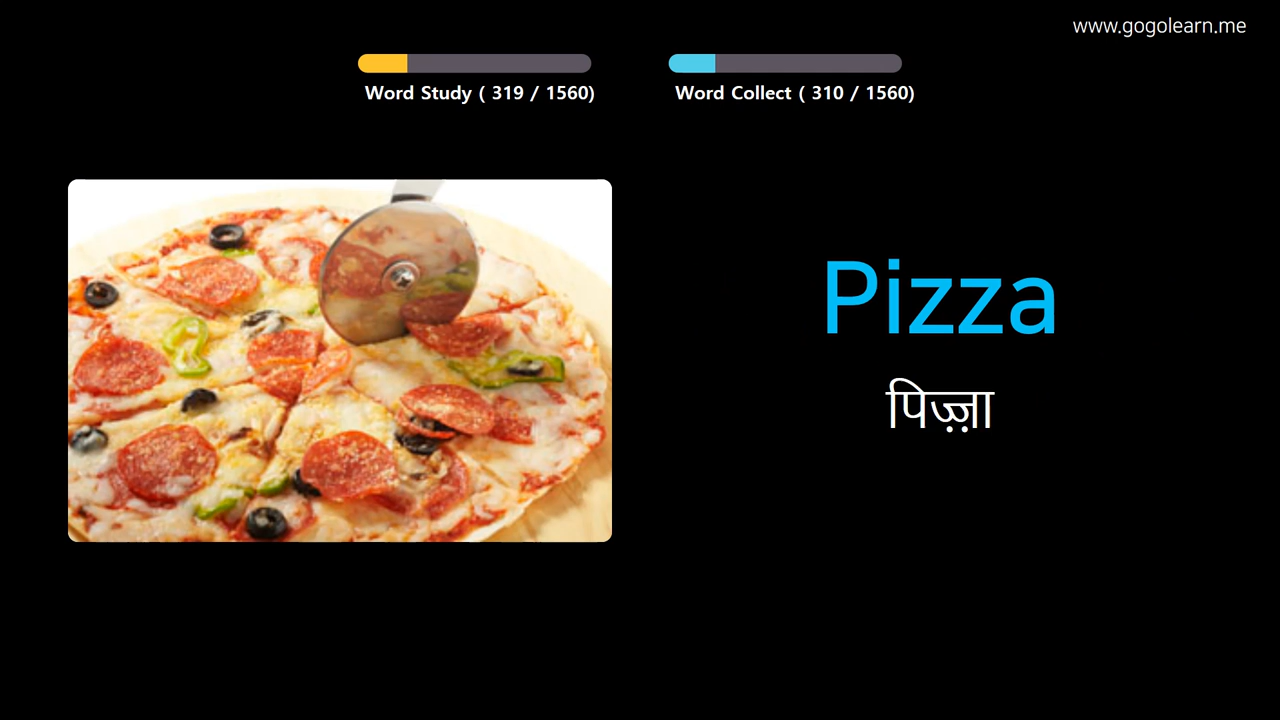 www.gogolearn.me
Word Study ( 319 / 1560)
Word Collect ( 310 / 1560)
Pizza
पिज़्ज़ा